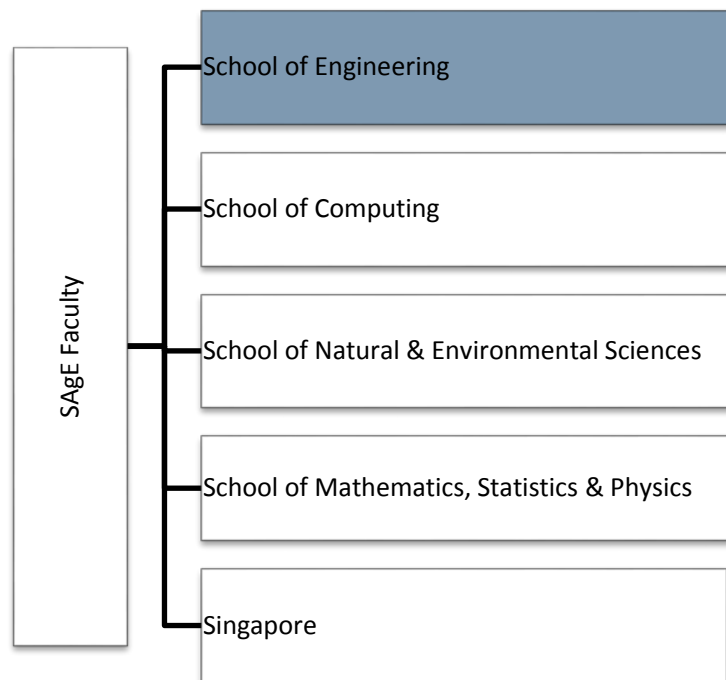 School of Engineering
School of Computing
SAgE Faculty
School of Natural & Environmental Sciences
School of Mathematics, Statistics & Physics
Singapore